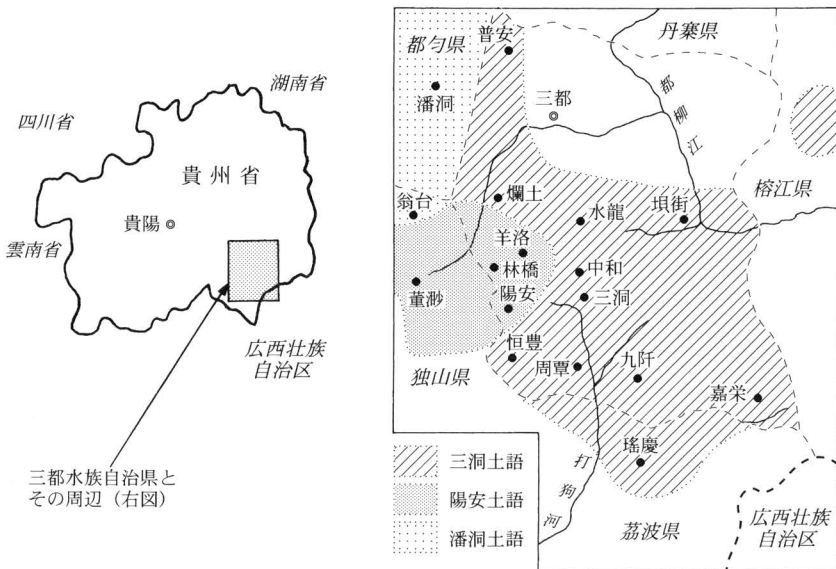 湖南省
四川省
貴州省
貴陽
雲南省
広西壮族
自治区
三都水族自治県と
その周辺（右図）
都匀県
普安
丹寨県
潘洞
三都
都柳江
榕江県
翁台
爛土
水龍
垻街
羊洛
林橋
中和
董渺
陽安
三洞
恒豊
周覃
九阡
独山県
嘉栄
瑤慶
三洞土語
陽安土語
潘洞土語
打狗河
茘波県
広西壮族
自治区